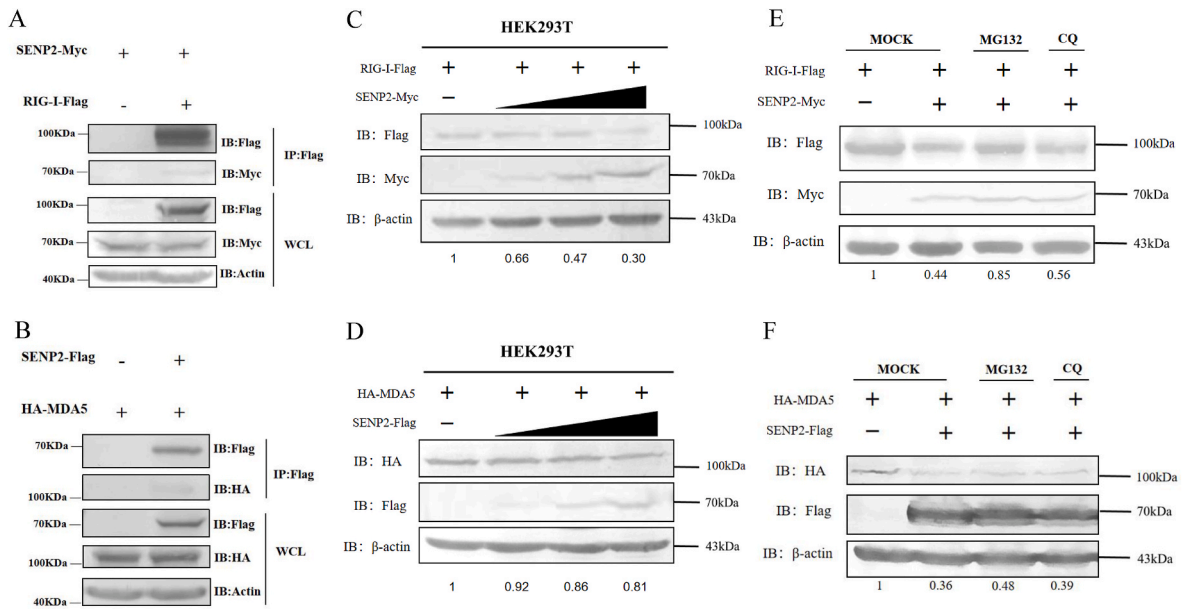 A
SENP2-Myc + +
RIG-I-Flag - +
100KDa IB:Flag
70KDa IB:Myc
IP:Flag
100KDa IB:Flag
70KDa IB:Myc
40KDa IB:Actin
WCL
B
SENP2-Flag - +
HA-MDA5 + +
70KDa IB:Flag
100KDa IB:HA
IP:Flag
70KDa IB:Flag
100KDa IB:HA
40KDa IB:Actin
WCL
C
HEK293T
RIG-I-Flag + + + +
SENP2-Myc −
IB: Flag 100kDa
IB: Myc 70kDa
IB: β-actin 43kDa
1 0.66 0.47 0.30
D
HEK293T
HA-MDA5 + + + +
SENP2-Flag −
IB: HA 100kDa
IB: Flag 70kDa
IB: β-actin 43kDa
1 0.92 0.86 0.81
E
MOCK MG132 CQ
RIG-I-Flag + + + +
SENP2-Myc − + + +
IB: Flag 100kDa
IB: Myc 70kDa
IB: β-actin 43kDa
1 0.44 0.85 0.56
F
MOCK MG132 CQ
HA-MDA5 + + + +
SENP2-Flag − + + +
IB: HA 100kDa
IB: Flag 70kDa
IB: β-actin 43kDa
1 0.36 0.48 0.39